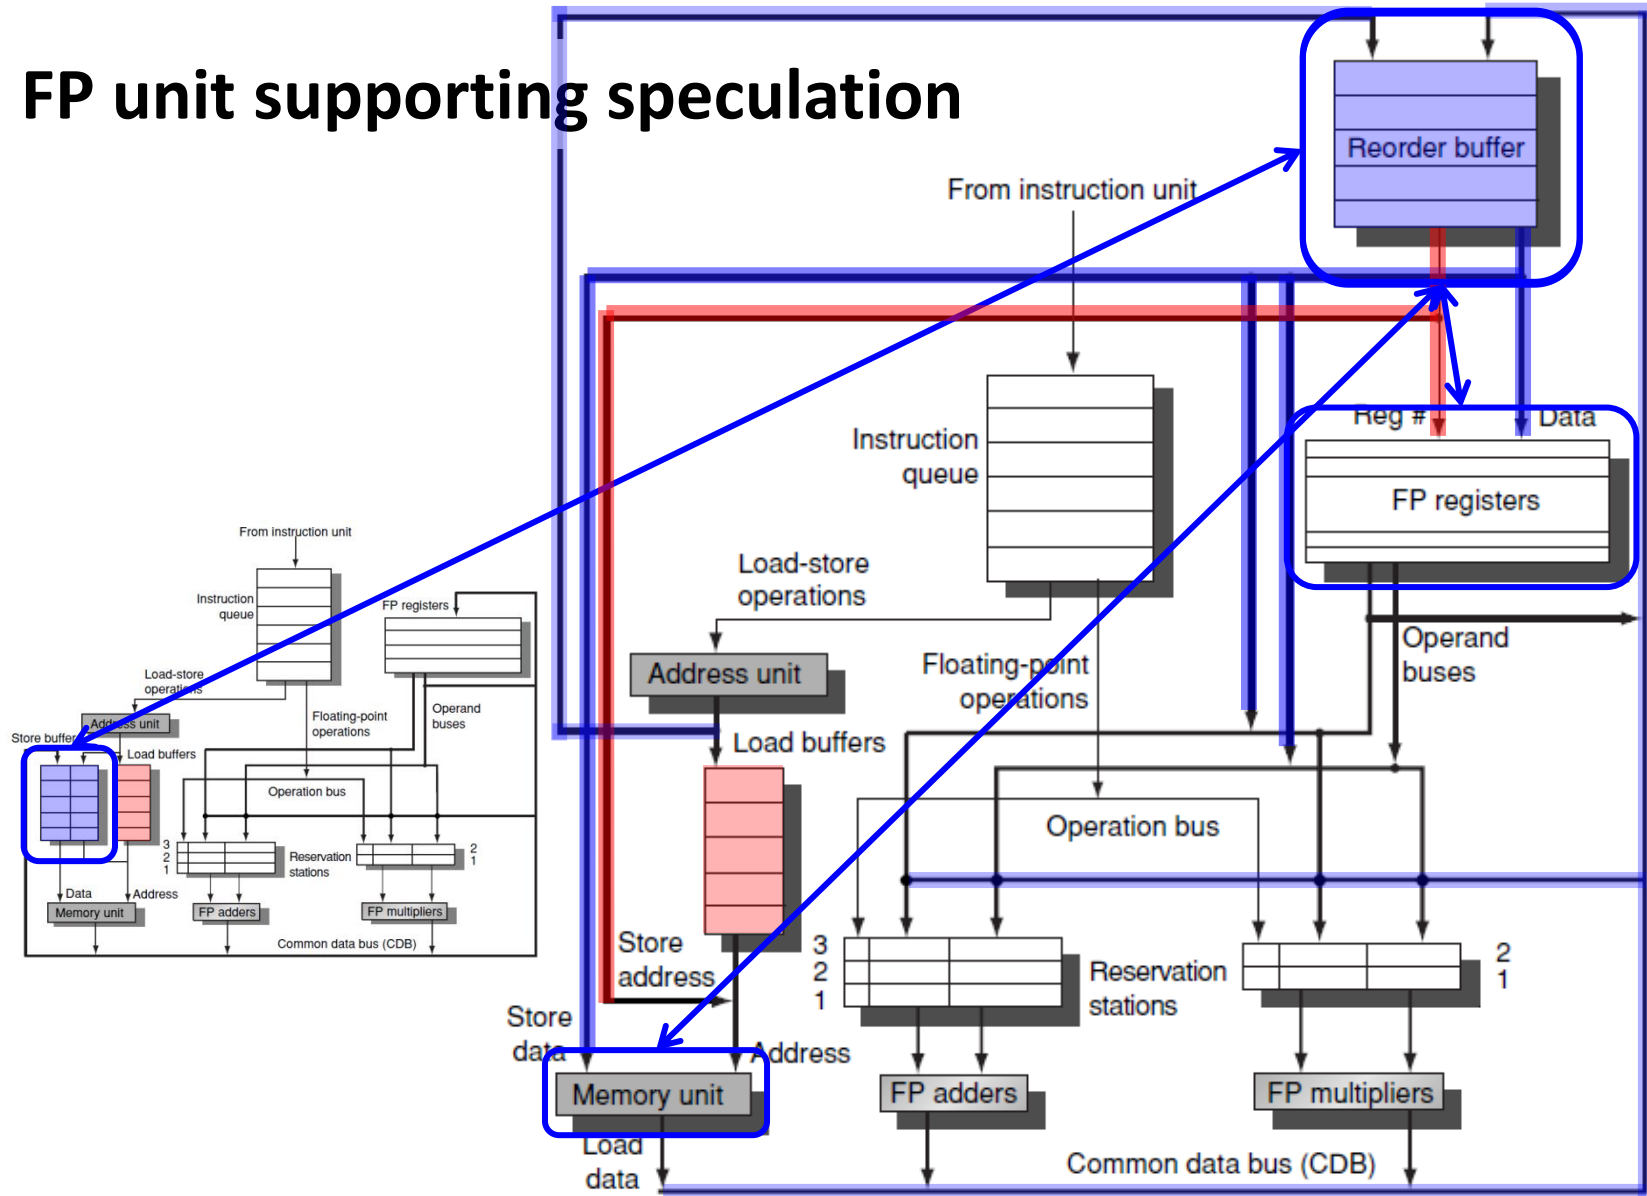 FP unit supporting speculation
Reorder buffer
From instruction unit
Reg #
Data
Instruction
queue
FP registers
Load-store
operations
Operand
buses
Address unit
Floating-point
operations
Load buffers
Operation bus
Store
address
3
2
1
Reservation
stations
2
1
Store
data
Address
Memory unit
FP adders
FP multipliers
Load
data
Common data bus (CDB)
From instruction unit
Instruction
queue
FP registers
Load-store
operations
Address unit
Floating-point
operations
Operand
buses
Store buffers
Load buffers
Operation bus
3
2
1
Reservation
stations
2
1
Data
Address
Memory unit
FP adders
FP multipliers
Common data bus (CDB)